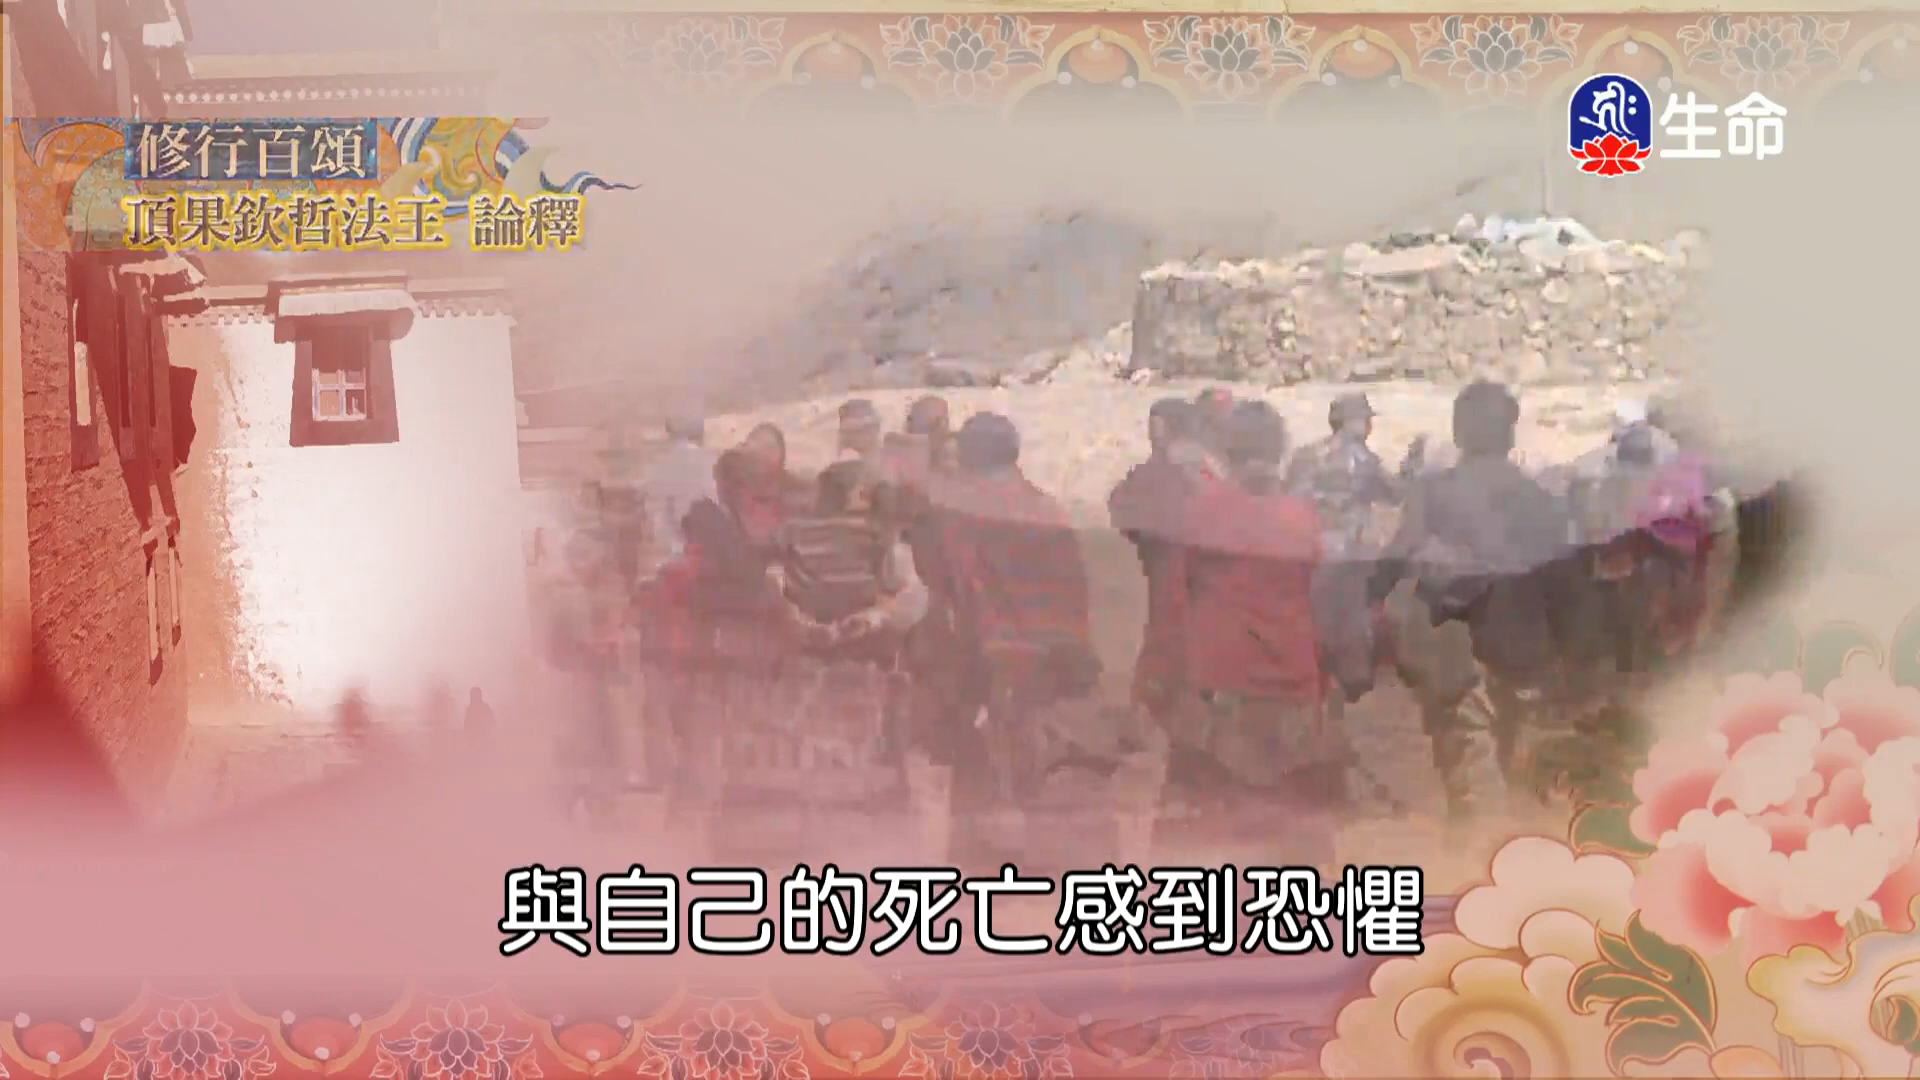 修行百頌
頂果欽哲法王 論釋
生命
與自己的死亡感到恐懼